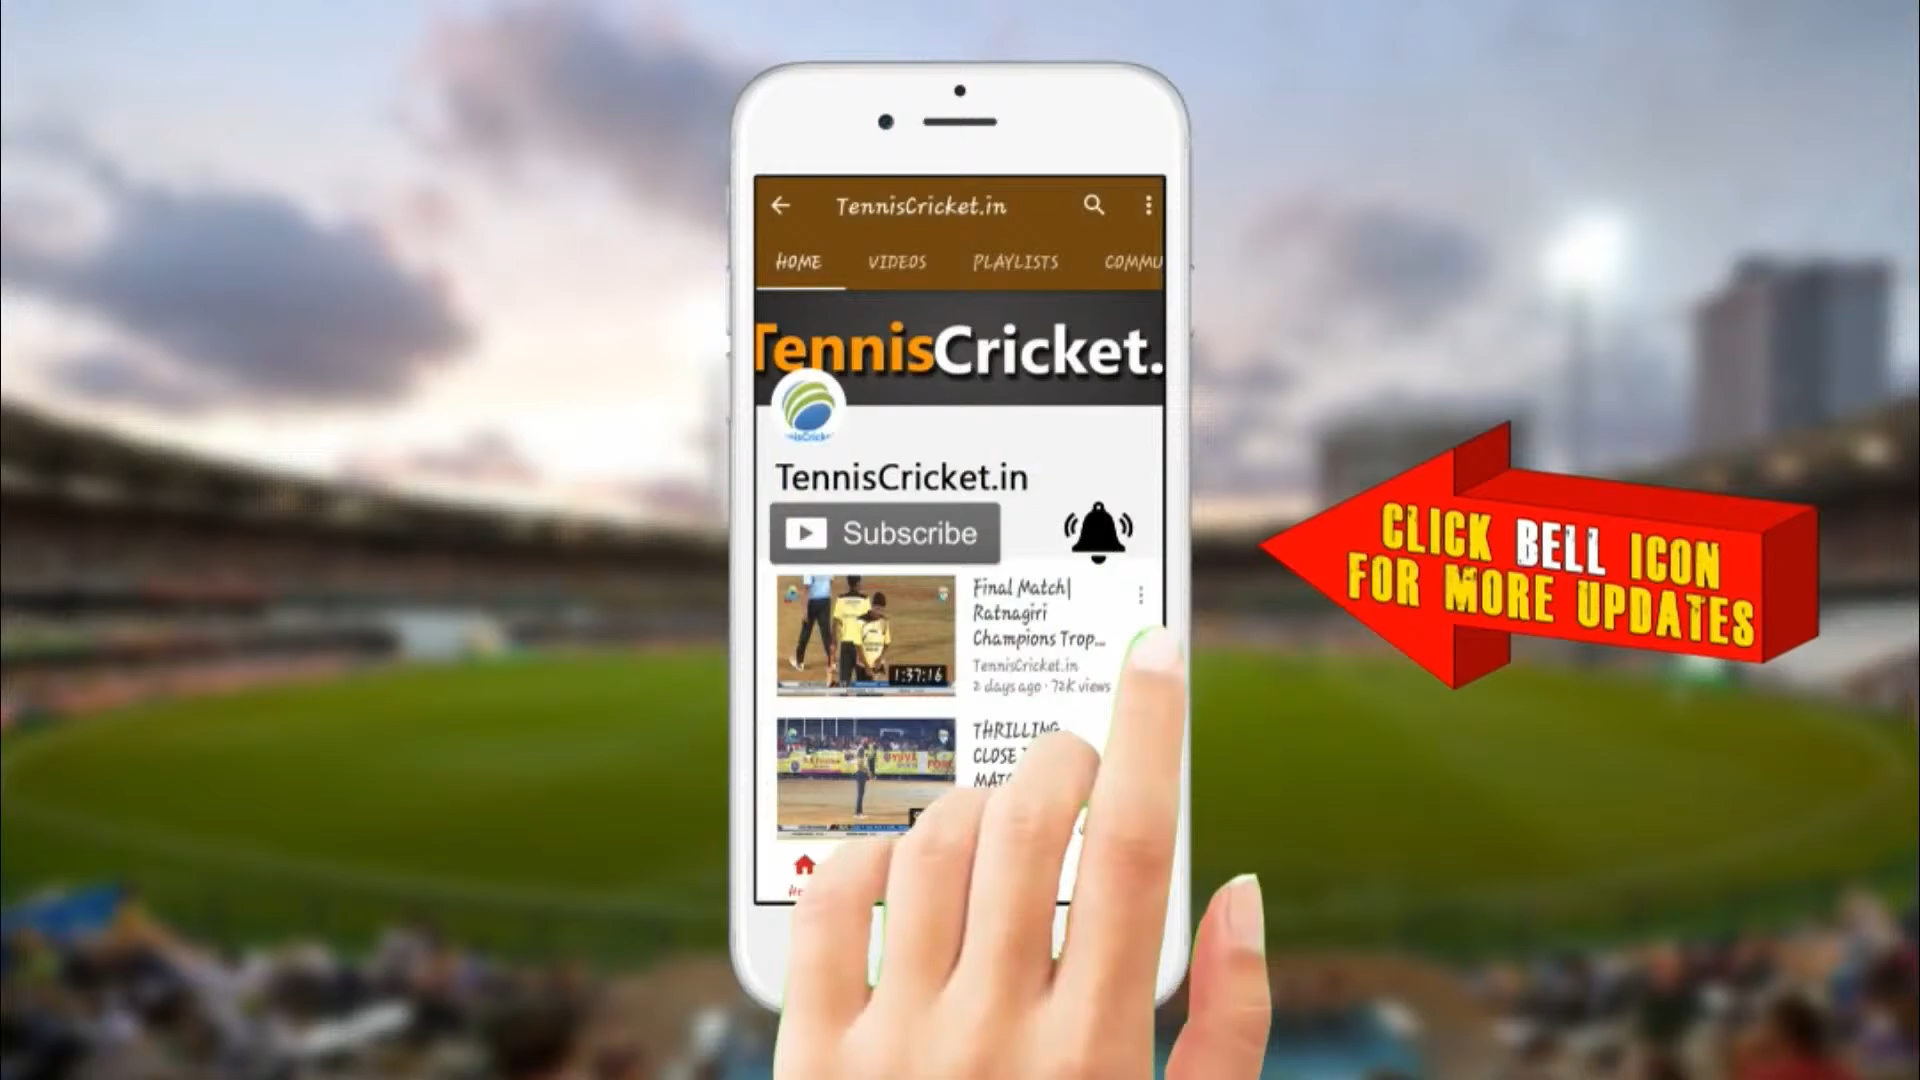 TennisCricket.in
HOME VIDEOS PLAYLISTS COMMU
TennisCricket.
TennisCricket.in
Subscribe
Final Match|
Ratnagiri
Champions Trop...
TennisCricket.in
2 days ago · 72K views
1:37:16
THRILLING
CLOSE
CLICK BELL ICON
FOR MORE UPDATES